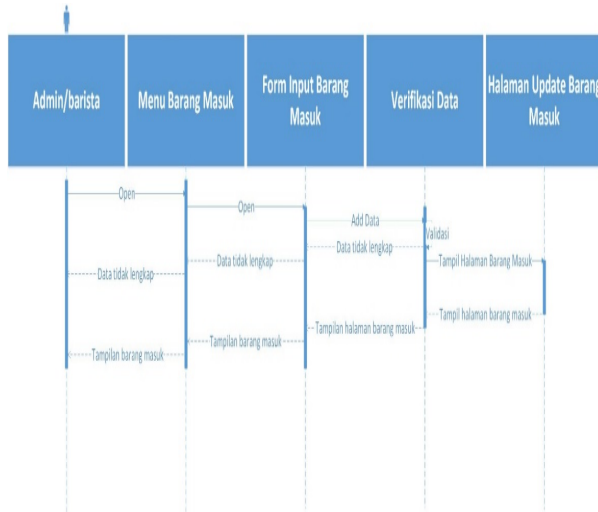 Admin/barista
Menu Barang Masuk
Form Input Barang
Masuk
Verifikasi Data
Halaman Update Barang
Masuk
Open
Open
Add Data
Validasi
Data tidak lengkap
Data tidak lengkap
Data tidak lengkap
Tampil Halaman Barang Masuk
Tampil halaman barang masuk
Tampilan halaman barang masuk
Tampilan barang masuk
Tampilan barang masuk